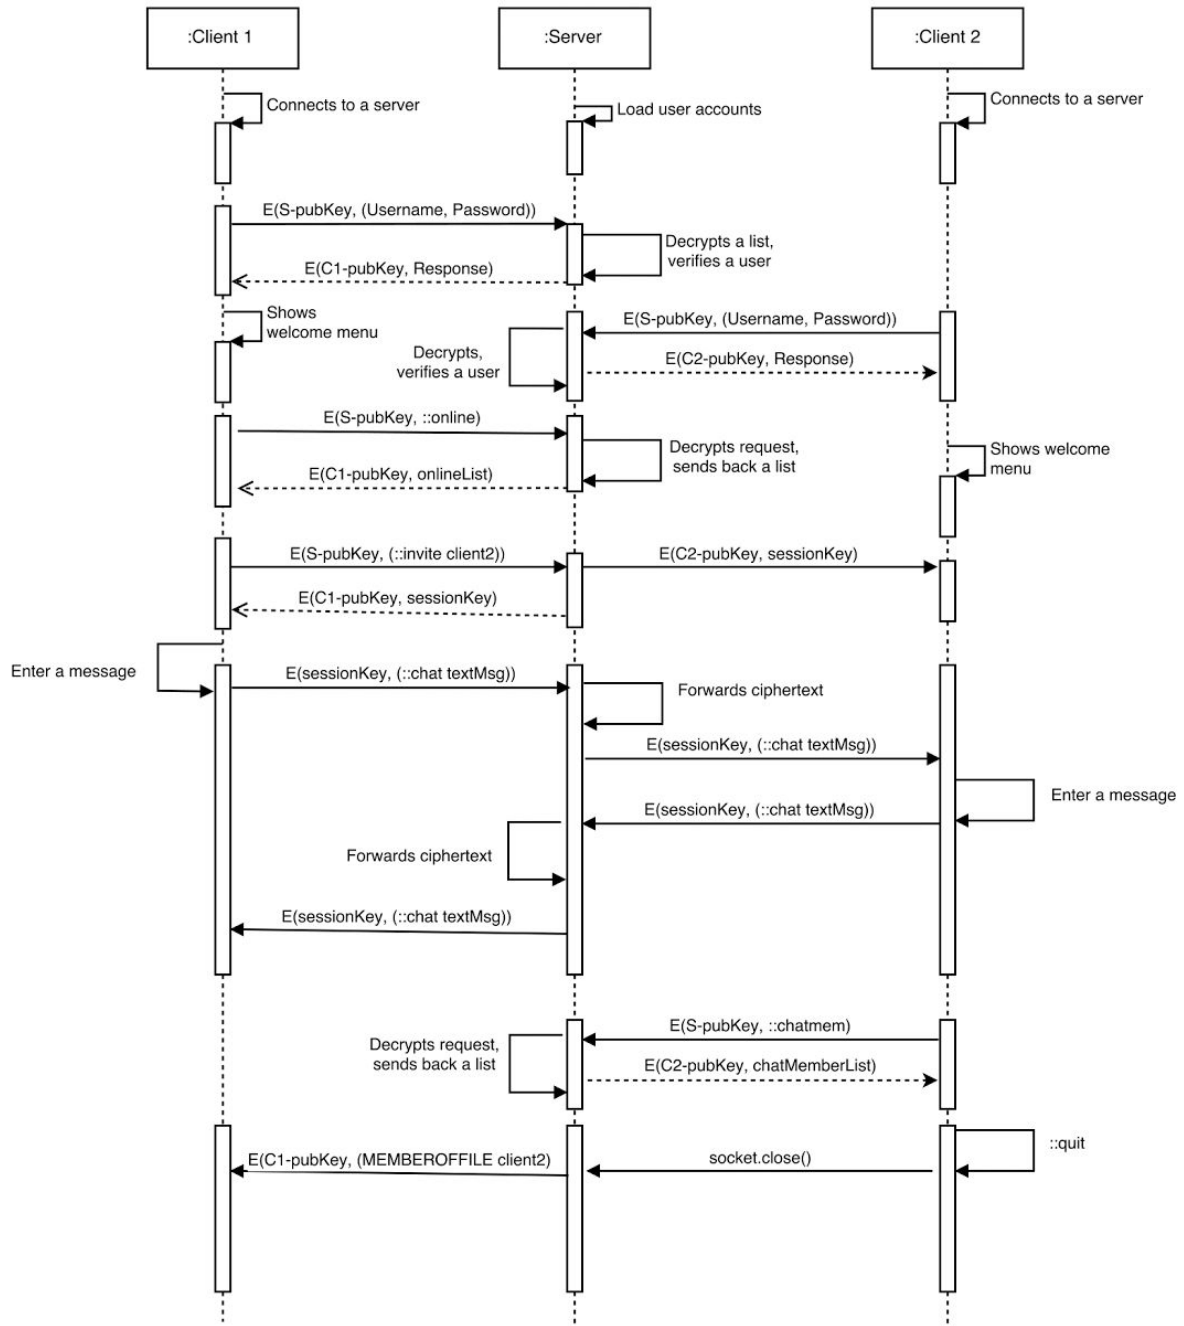 :Client 1
:Server
:Client 2
Connects to a server
Load user accounts
Connects to a server
E(S-pubKey, (Username, Password))
Decrypts a list,
verifies a user
E(C1-pubKey, Response)
Shows
welcome menu
E(S-pubKey, (Username, Password))
Decrypts,
verifies a user
E(C2-pubKey, Response)
E(S-pubKey, ::online)
Decrypts request,
sends back a list
Shows welcome
menu
E(C1-pubKey, onlineList)
E(S-pubKey, (::invite client2))
E(C2-pubKey, sessionKey)
E(C1-pubKey, sessionKey)
Enter a message
E(sessionKey, (::chat textMsg))
Forwards ciphertext
E(sessionKey, (::chat textMsg))
Enter a message
E(sessionKey, (::chat textMsg))
Forwards ciphertext
E(sessionKey, (::chat textMsg))
E(S-pubKey, ::chatmem)
Decrypts request,
sends back a list
E(C2-pubKey, chatMemberList)
::quit
E(C1-pubKey, (MEMBEROFFILE client2)
socket.close()